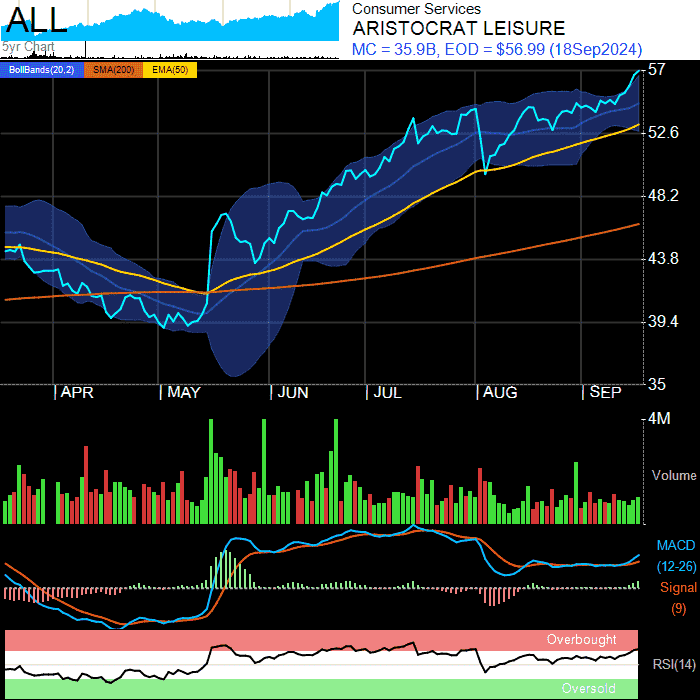 ALL
5yr Chart
Consumer Services
ARISTOCRAT LEISURE
MC = 35.9B, EOD = $56.99 (18Sep2024)
BollBands(20,2) SMA(200) EMA(50)
57
52.6
48.2
43.8
39.4
35
APR MAY JUN JUL AUG SEP
4M
Volume
MACD
(12-26)
Signal
(9)
Overbought
RSI(14)
Oversold